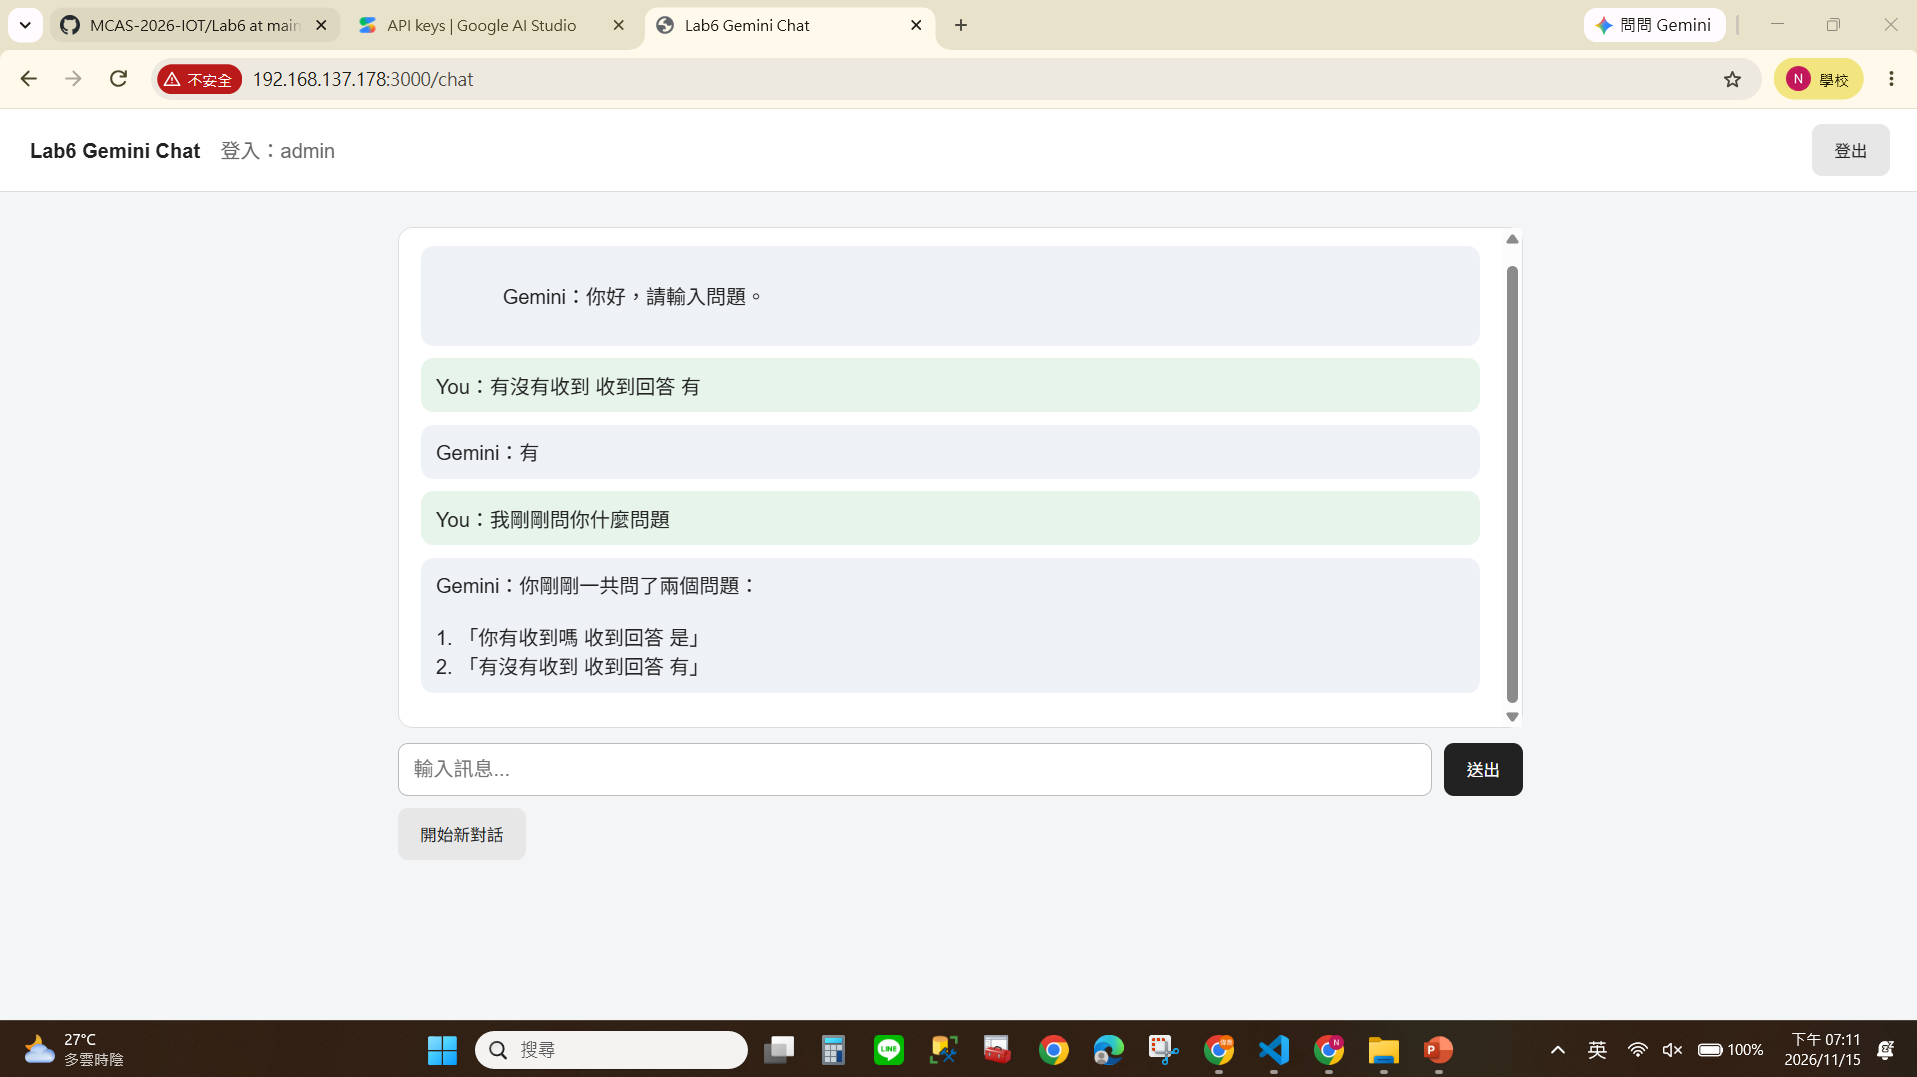 MCAS-2026-IOT/Lab6 at main
API keys | Google AI Studio
Lab6 Gemini Chat
問問 Gemini
不安全
192.168.137.178:3000/chat
N
學校
Lab6 Gemini Chat
登入：admin
登出
Gemini：你好，請輸入問題。
You：有沒有收到 收到回答 有
Gemini：有
You：我剛剛問你什麼問題
Gemini：你剛剛一共問了兩個問題：
1. 「你有收到嗎 收到回答 是」
2. 「有沒有收到 收到回答 有」
輸入訊息...
送出
開始新對話
27°C
多雲時陰
搜尋
LINE
N
P
英
100%
下午 07:11
2026/11/15